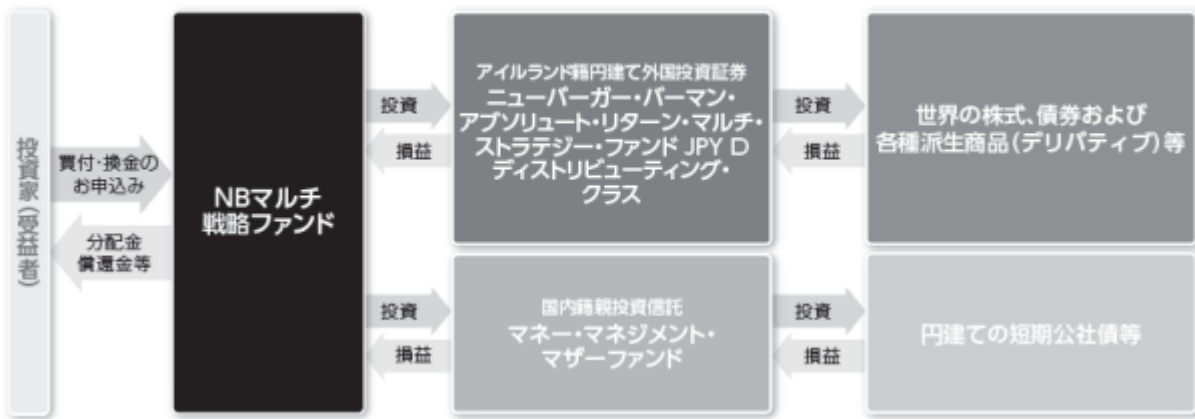 投資家（受益者）
買付・換金の
お申込み
分配金
償還金等
NBマルチ
戦略ファンド
投資
損益
アイルランド籍円建て外国投資証券
ニューバーガー・バーマン・
アブソリュート・リターン・マルチ・
ストラテジー・ファンド JPY D
ディストリビューティング・
クラス
投資
損益
世界の株式、債券および
各種派生商品（デリバティブ）等
投資
損益
国内籍親投資信託
マネー・マネジメント・
マザーファンド
投資
損益
円建ての短期公社債等